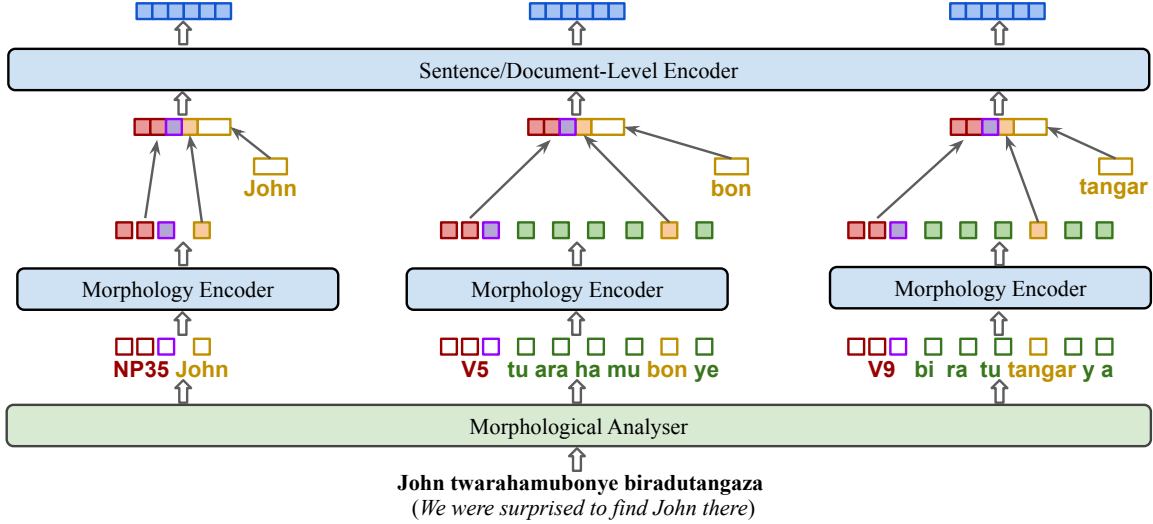 Sentence/Document-Level Encoder
John
bon
tangar
Morphology Encoder
Morphology Encoder
Morphology Encoder
NP35 John
V5 tu ara ha mu bon ye
V9 bi ra tu tangar y a
Morphological Analyser
John twarahamubonye biradutangaza
(We were surprised to find John there)